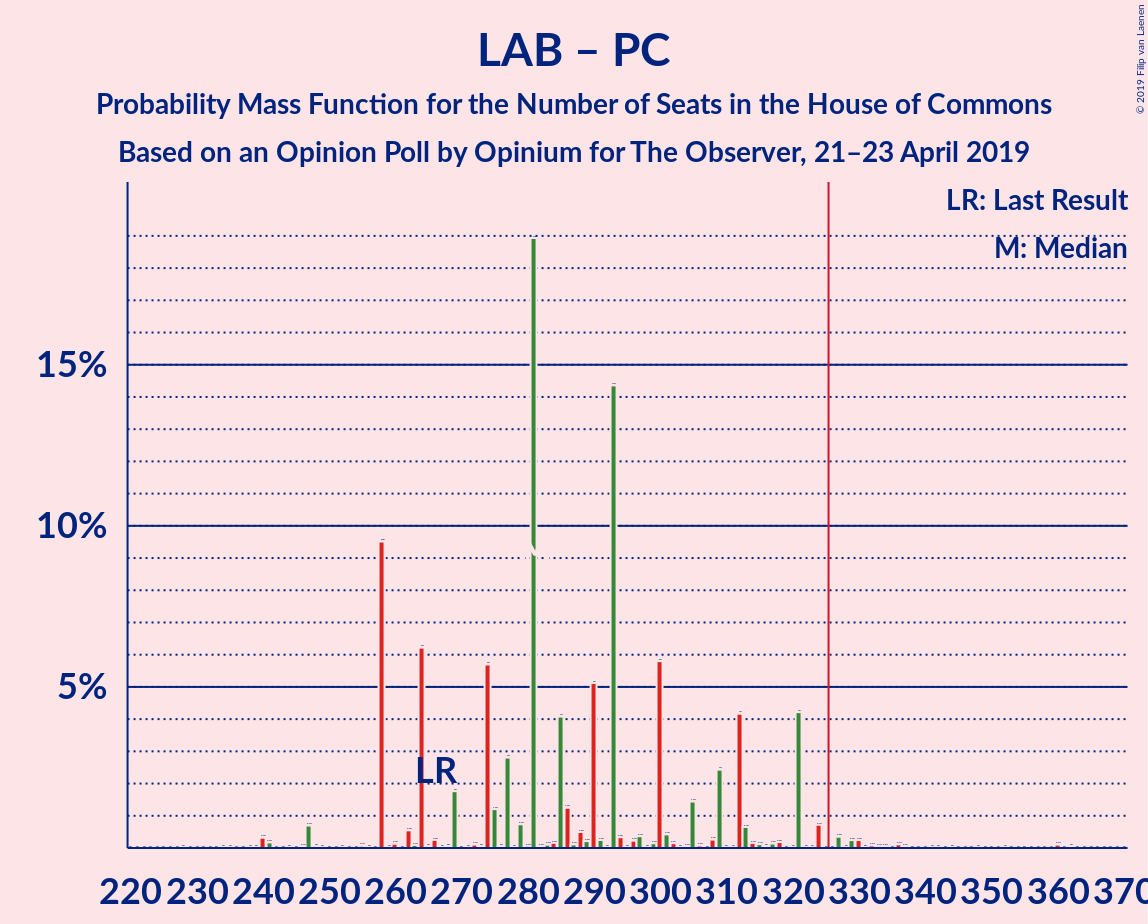 LAB – PC
Probability Mass Function for the Number of Seats in the House of Commons
Based on an Opinion Poll by Opinium for The Observer, 21–23 April 2019
© 2019 Filip van Laenen
LR: Last Result
M: Median
15%
10%
5%
LR
220 230 240 250 260 270 280 290 300 310 320 330 340 350 360 370